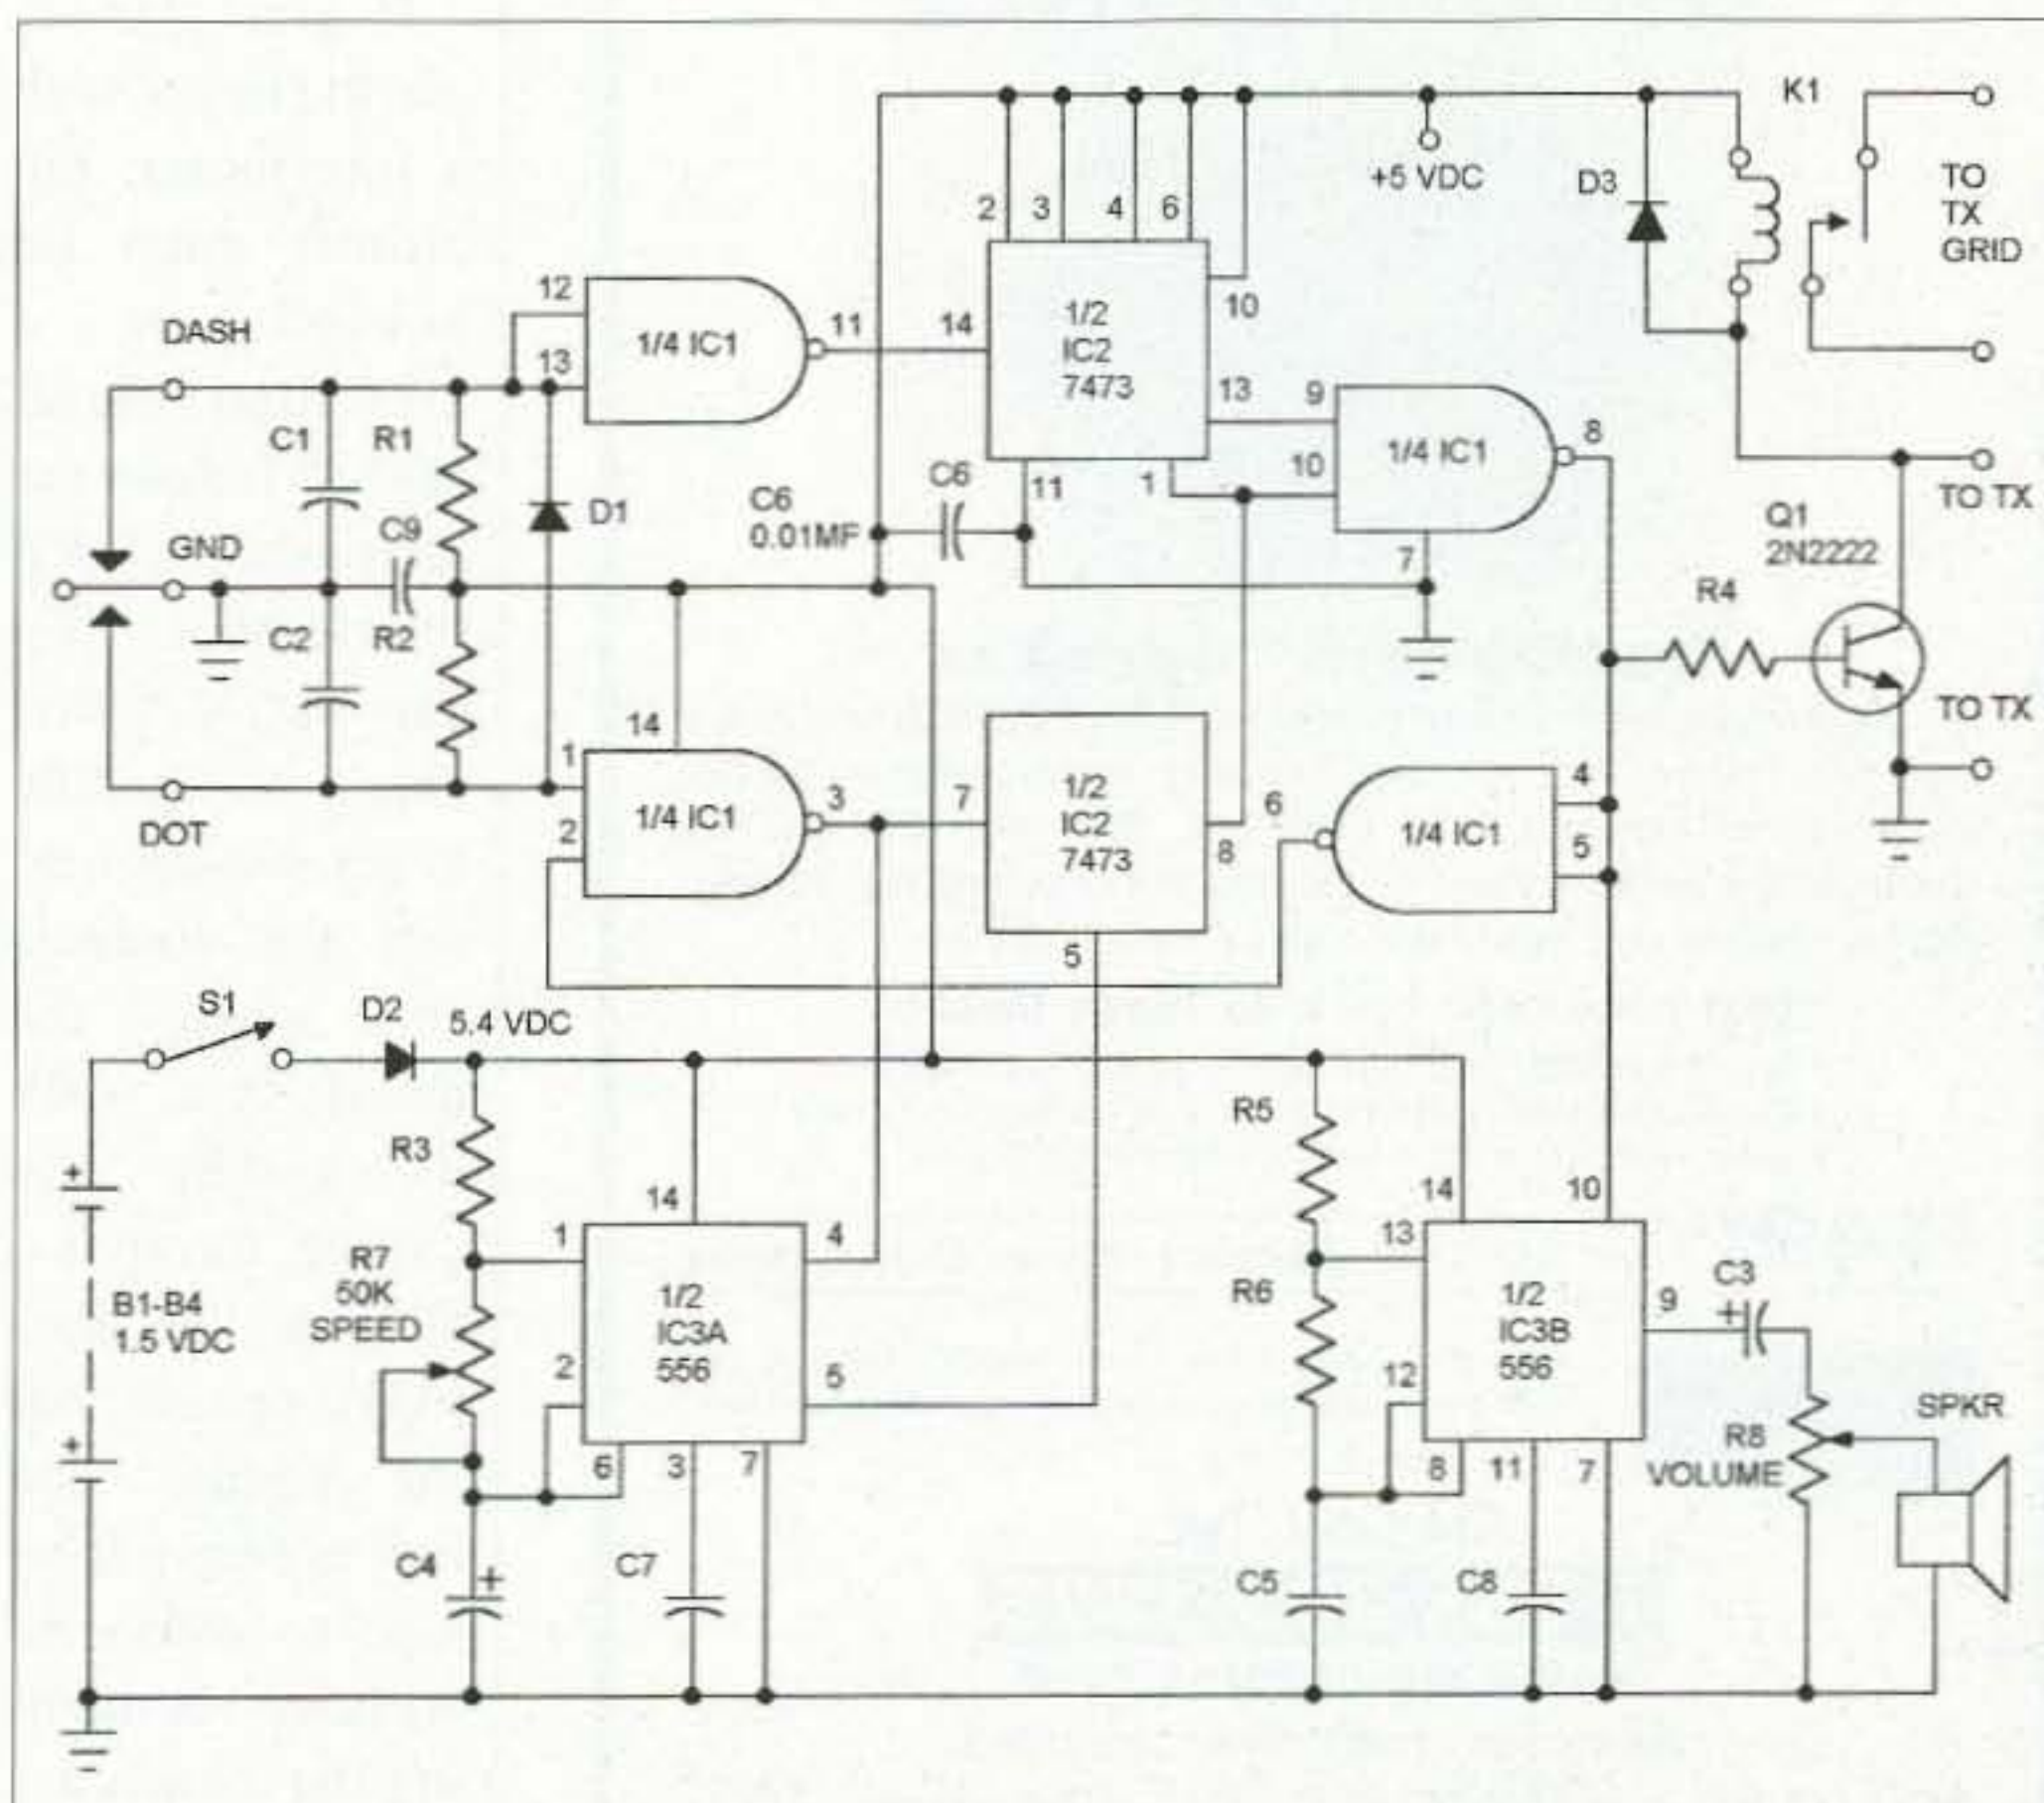 K1
+5 VDC
D3
TO
TX
GRID
2
3
4
6
12
1/4 IC1
11
14
1/2
IC2
7473
10
DASH
13
13
9
1/4 IC1
8
C1
R1
10
D1
C6
0.01MF
C6
11
1
TO TX
GND
C9
7
Q1
2N2222
R4
C2
R2
14
TO TX
1
1/4 IC1
3
7
1/2
IC2
7473
6
1/4 IC1
4
DOT
2
8
5
5
S1
D2
5.4 VDC
R3
R5
14
14
10
1
4
13
R7
50K
SPEED
B1-B4
1.5 VDC
1/2
IC3A
556
R6
1/2
IC3B
556
9
C3
+
+
2
5
12
SPKR
+
6
3
7
8
11
7
R8
VOLUME
C4
+
C7
C5
C8